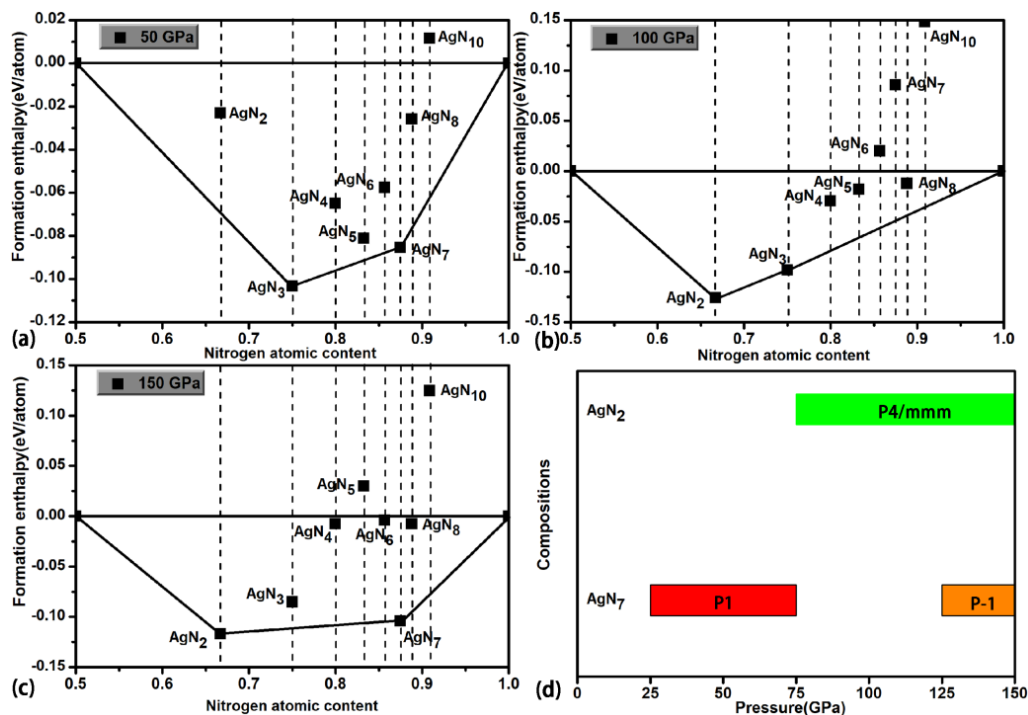 50 GPa
0.02
0.00
-0.02
-0.04
-0.06
-0.08
-0.10
-0.12
Formation enthalpy(eV/atom)
AgN10
AgN2
AgN8
AgN6
AgN4
AgN5
AgN7
AgN3
(a)
0.5 0.6 0.7 0.8 0.9 1.0
Nitrogen atomic content
100 GPa
0.15
0.10
0.05
0.00
-0.05
-0.10
-0.15
Formation enthalpy(eV/atom)
AgN10
AgN7
AgN6
AgN5
AgN8
AgN4
AgN3
AgN2
(b)
0.5 0.6 0.7 0.8 0.9 1.0
Nitrogen atomic content
150 GPa
0.15
0.10
0.05
0.00
-0.05
-0.10
-0.15
Formation enthalpy(eV/atom)
AgN10
AgN5
AgN4
AgN6
AgN8
AgN3
AgN2
AgN7
(c)
0.5 0.6 0.7 0.8 0.9 1.0
Nitrogen atomic content
Compositions
AgN2
P4/mmm
AgN7
P1
P-1
(d)
0 25 50 75 100 125 150
Pressure(GPa)